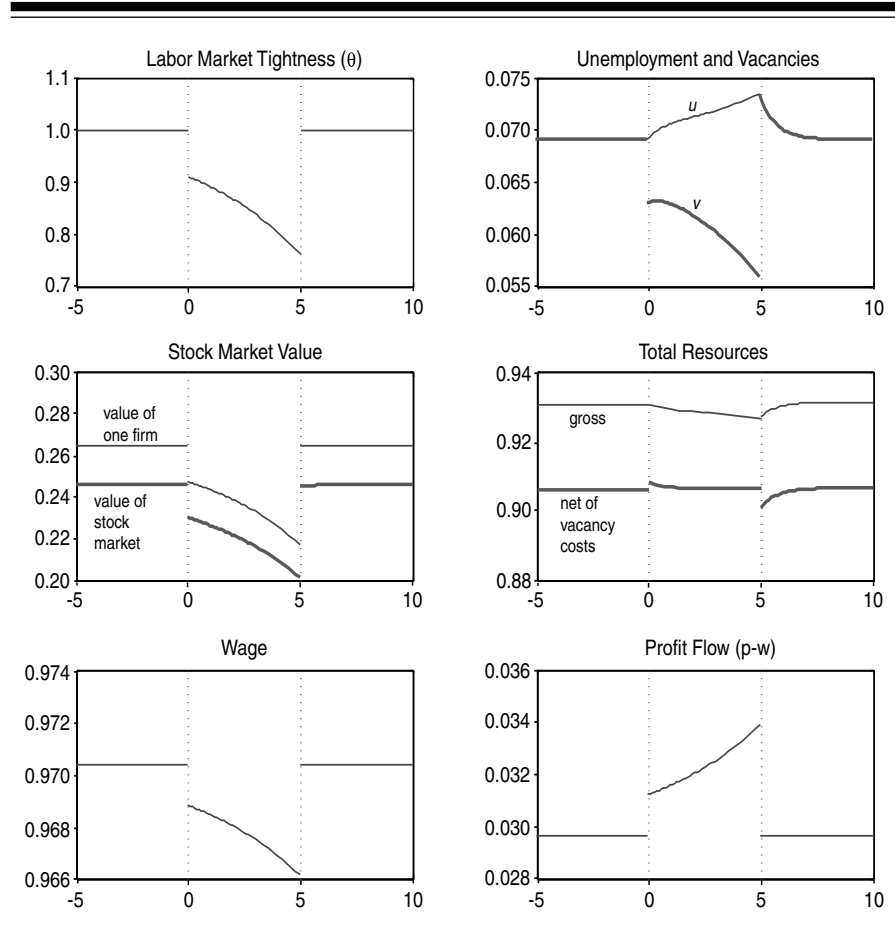 Labor Market Tightness (θ)
1.1
1.0
0.9
0.8
0.7
-5 0 5 10
Unemployment and Vacancies
0.075
0.070
0.065
0.060
0.055
u
v
-5 0 5 10
Stock Market Value
0.30
0.28
0.26
0.24
0.22
0.20
value of
one firm
value of
stock
market
-5 0 5 10
Total Resources
0.94
0.92
0.90
0.88
gross
net of
vacancy
costs
-5 0 5 10
Wage
0.974
0.972
0.970
0.968
0.966
-5 0 5 10
Profit Flow (p-w)
0.036
0.034
0.032
0.030
0.028
-5 0 5 10